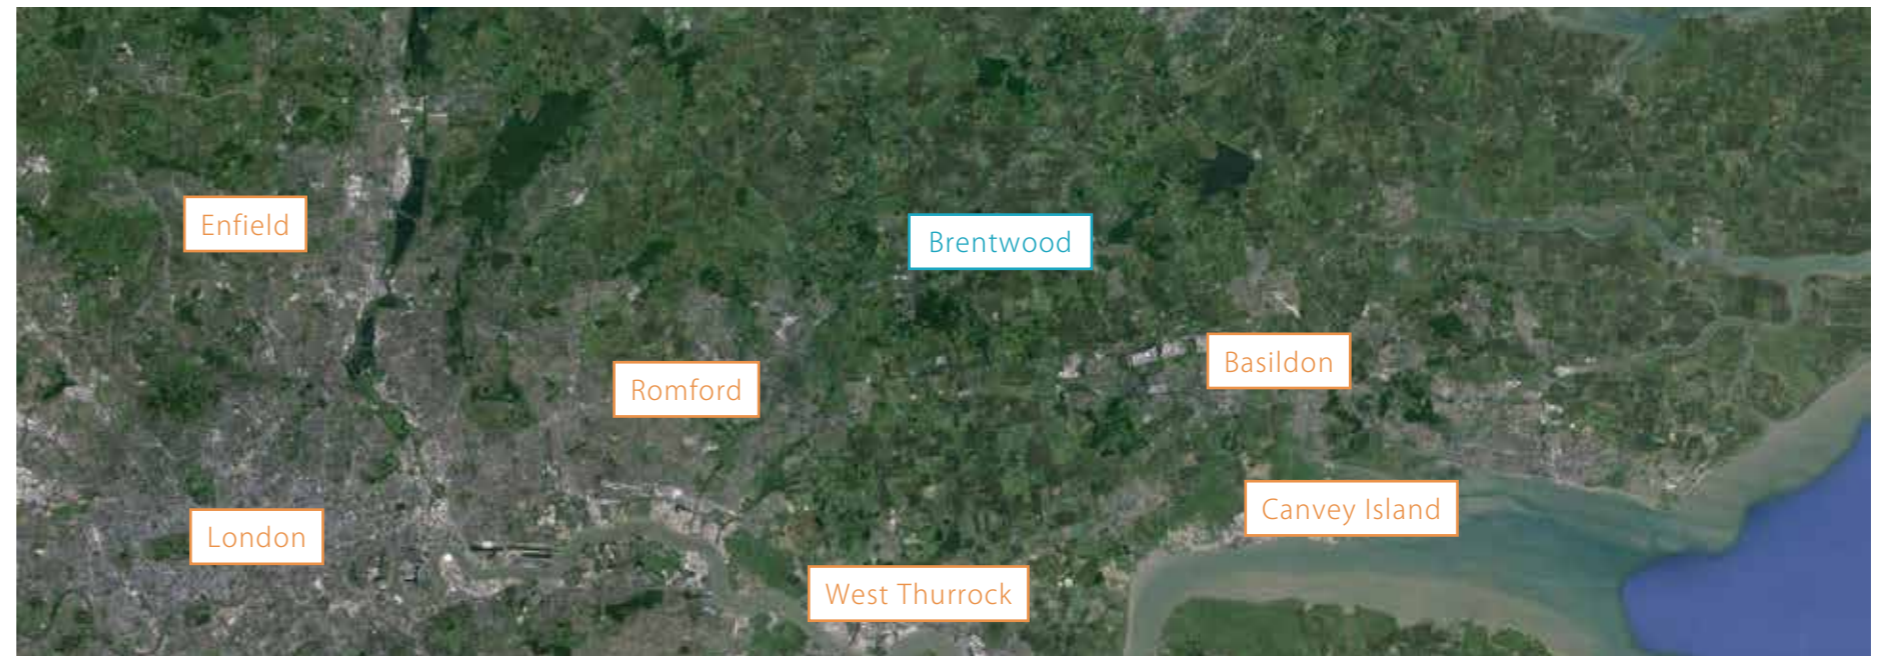 Enfield
Brentwood
Basildon
Romford
Canvey Island
London
West Thurrock